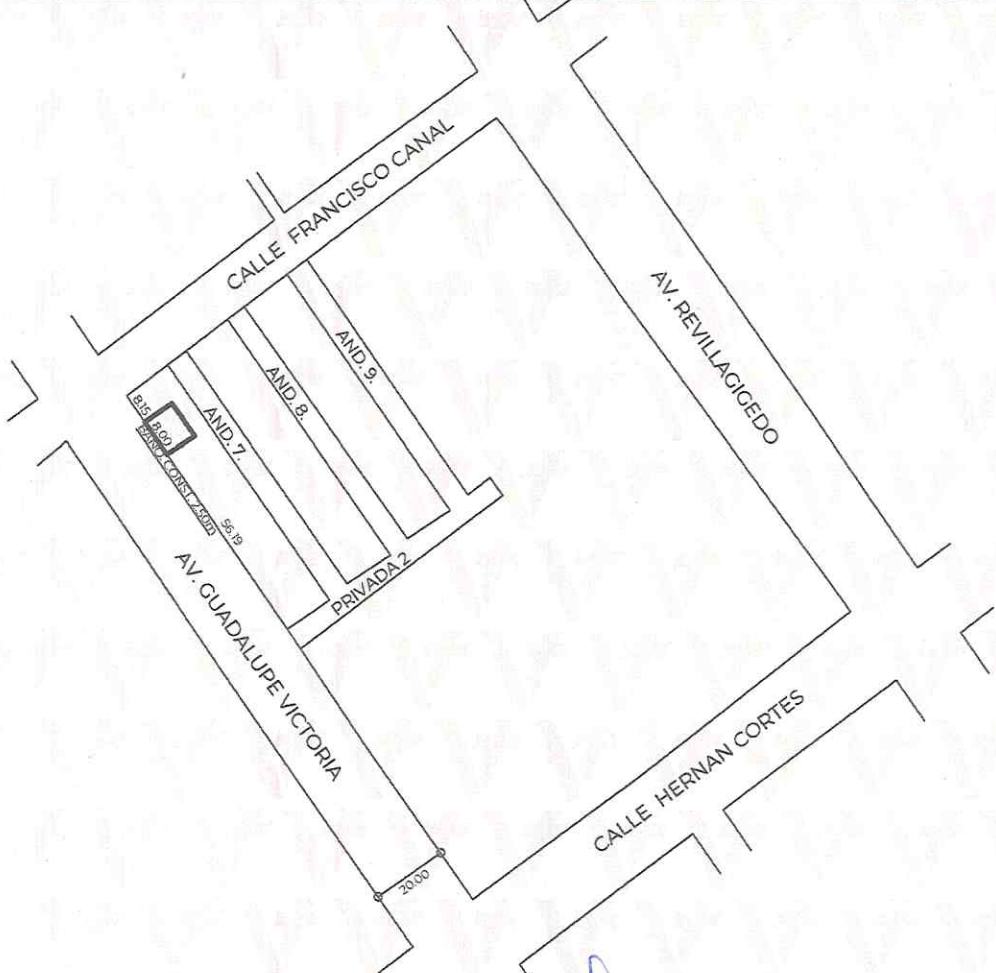 CALLE FRANCISCO CANAL
AV. REVILLAGIGEDO
AND. 9.
AND. 8.
AND. 7.
8.15
8.00
BAND. CONST. 2.50m
56.19
PRIVADA 2
AV. GUADALUPE VICTORIA
CALLE HERNAN CORTES
20.00